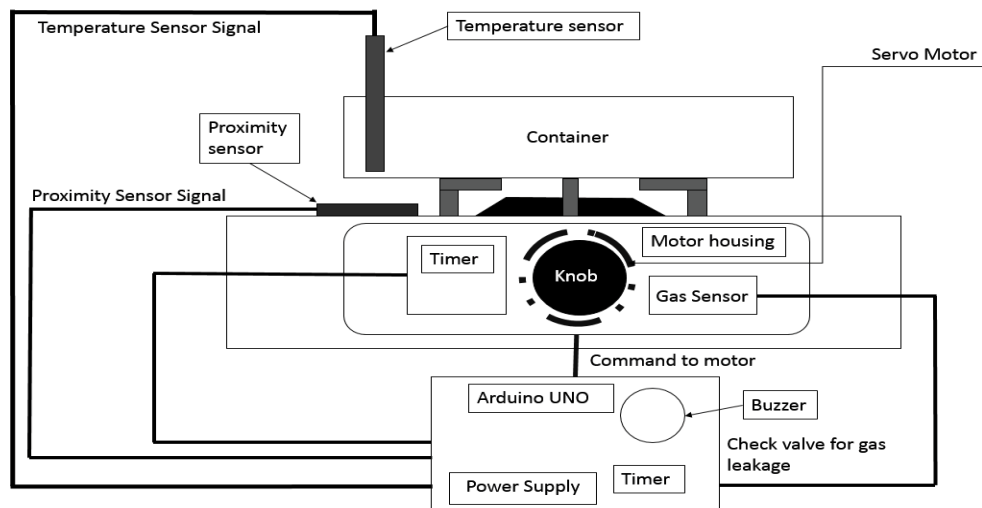 Temperature Sensor Signal
Temperature sensor
Servo Motor
Proximity
sensor
Container
Proximity Sensor Signal
Motor housing
Timer
Knob
Gas Sensor
Command to motor
Arduino UNO
Buzzer
Check valve for gas
leakage
Power Supply
Timer